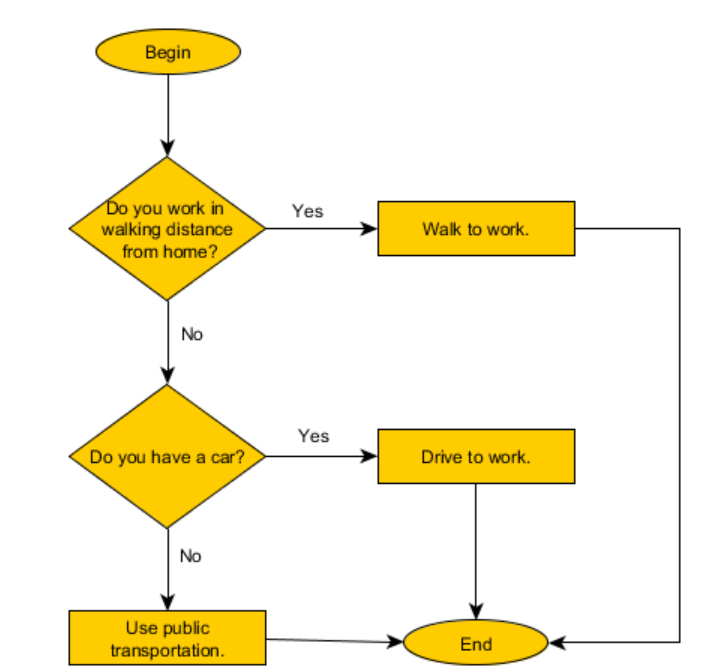 Begin
Do you work in
walking distance
from home?
Yes
Walk to work.
No
Do you have a car?
Yes
Drive to work.
No
Use public
transportation.
End